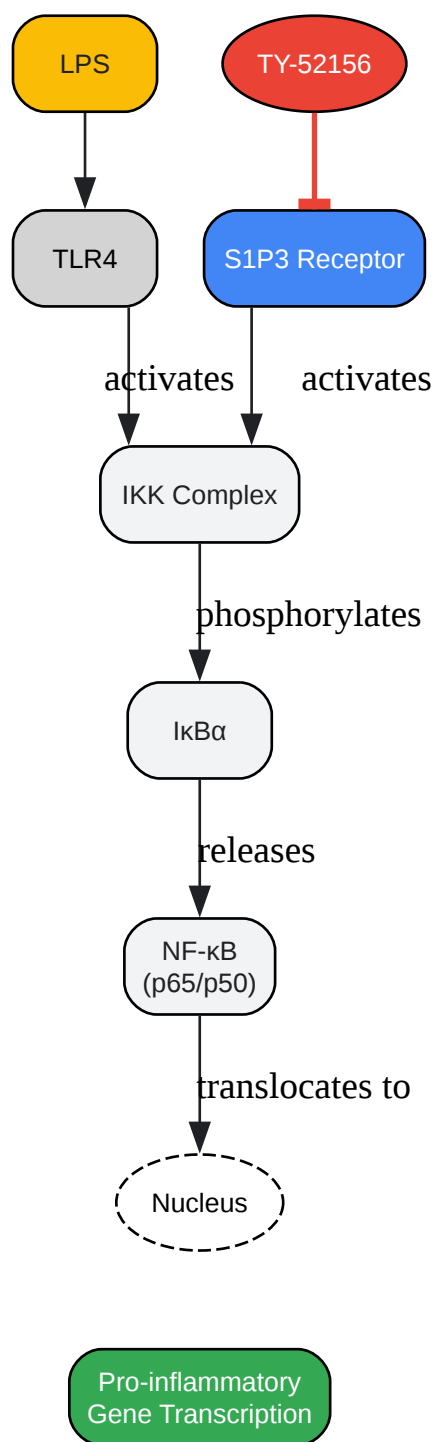 LPS
TY-52156
TLR4
S1P3 Receptor
activates
activates
IKK Complex
phosphorylates
IκBα
releases
NF-κB
(p65/p50)
translocates to
Nucleus
Pro-inflammatory
Gene Transcription